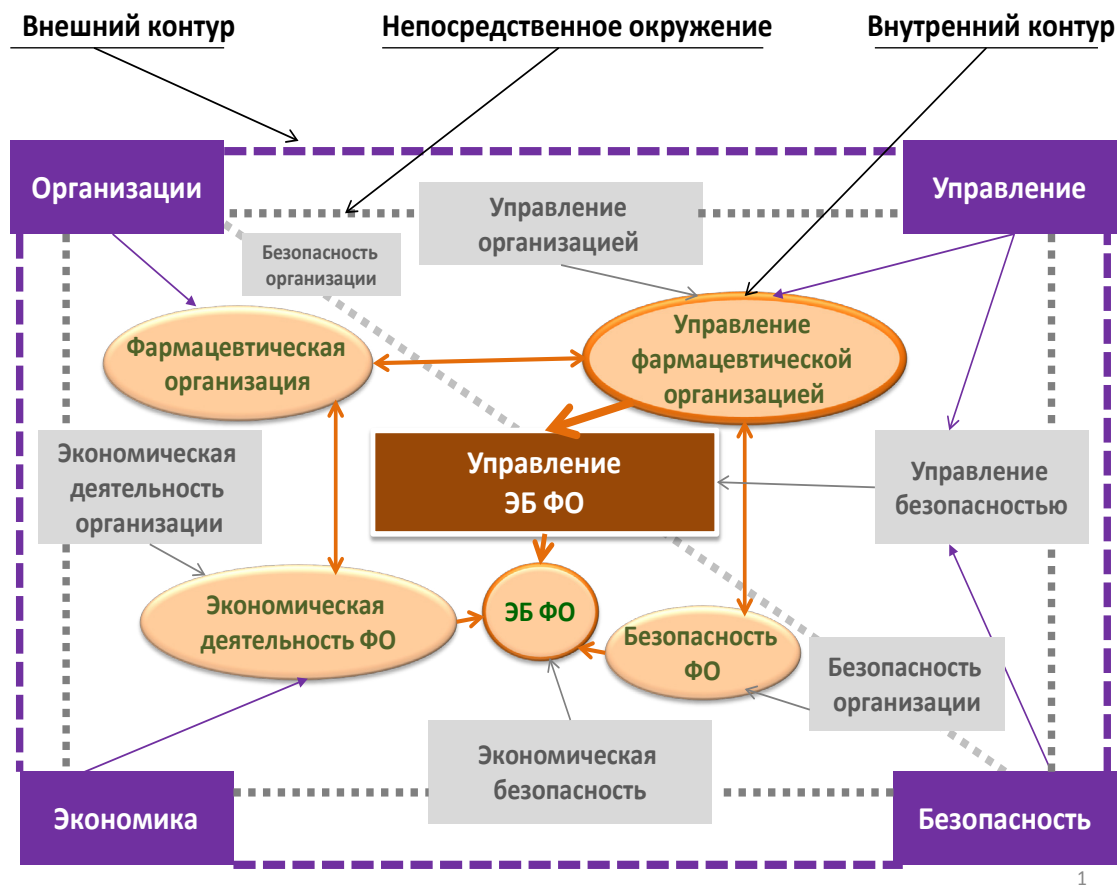 Внешний контур
Непосредственное окружение
Внутренний контур
Организации
Управление
Управление
организацией
Безопасность
организации
Фармацевтическая
организация
Управление
фармацевтической
организацией
Экономическая
деятельность
организации
Управление
ЭБ ФО
Управление
безопасностью
Экономическая
деятельность ФО
ЭБ ФО
Безопасность
ФО
Безопасность
организации
Экономическая
безопасность
Экономика
Безопасность
1